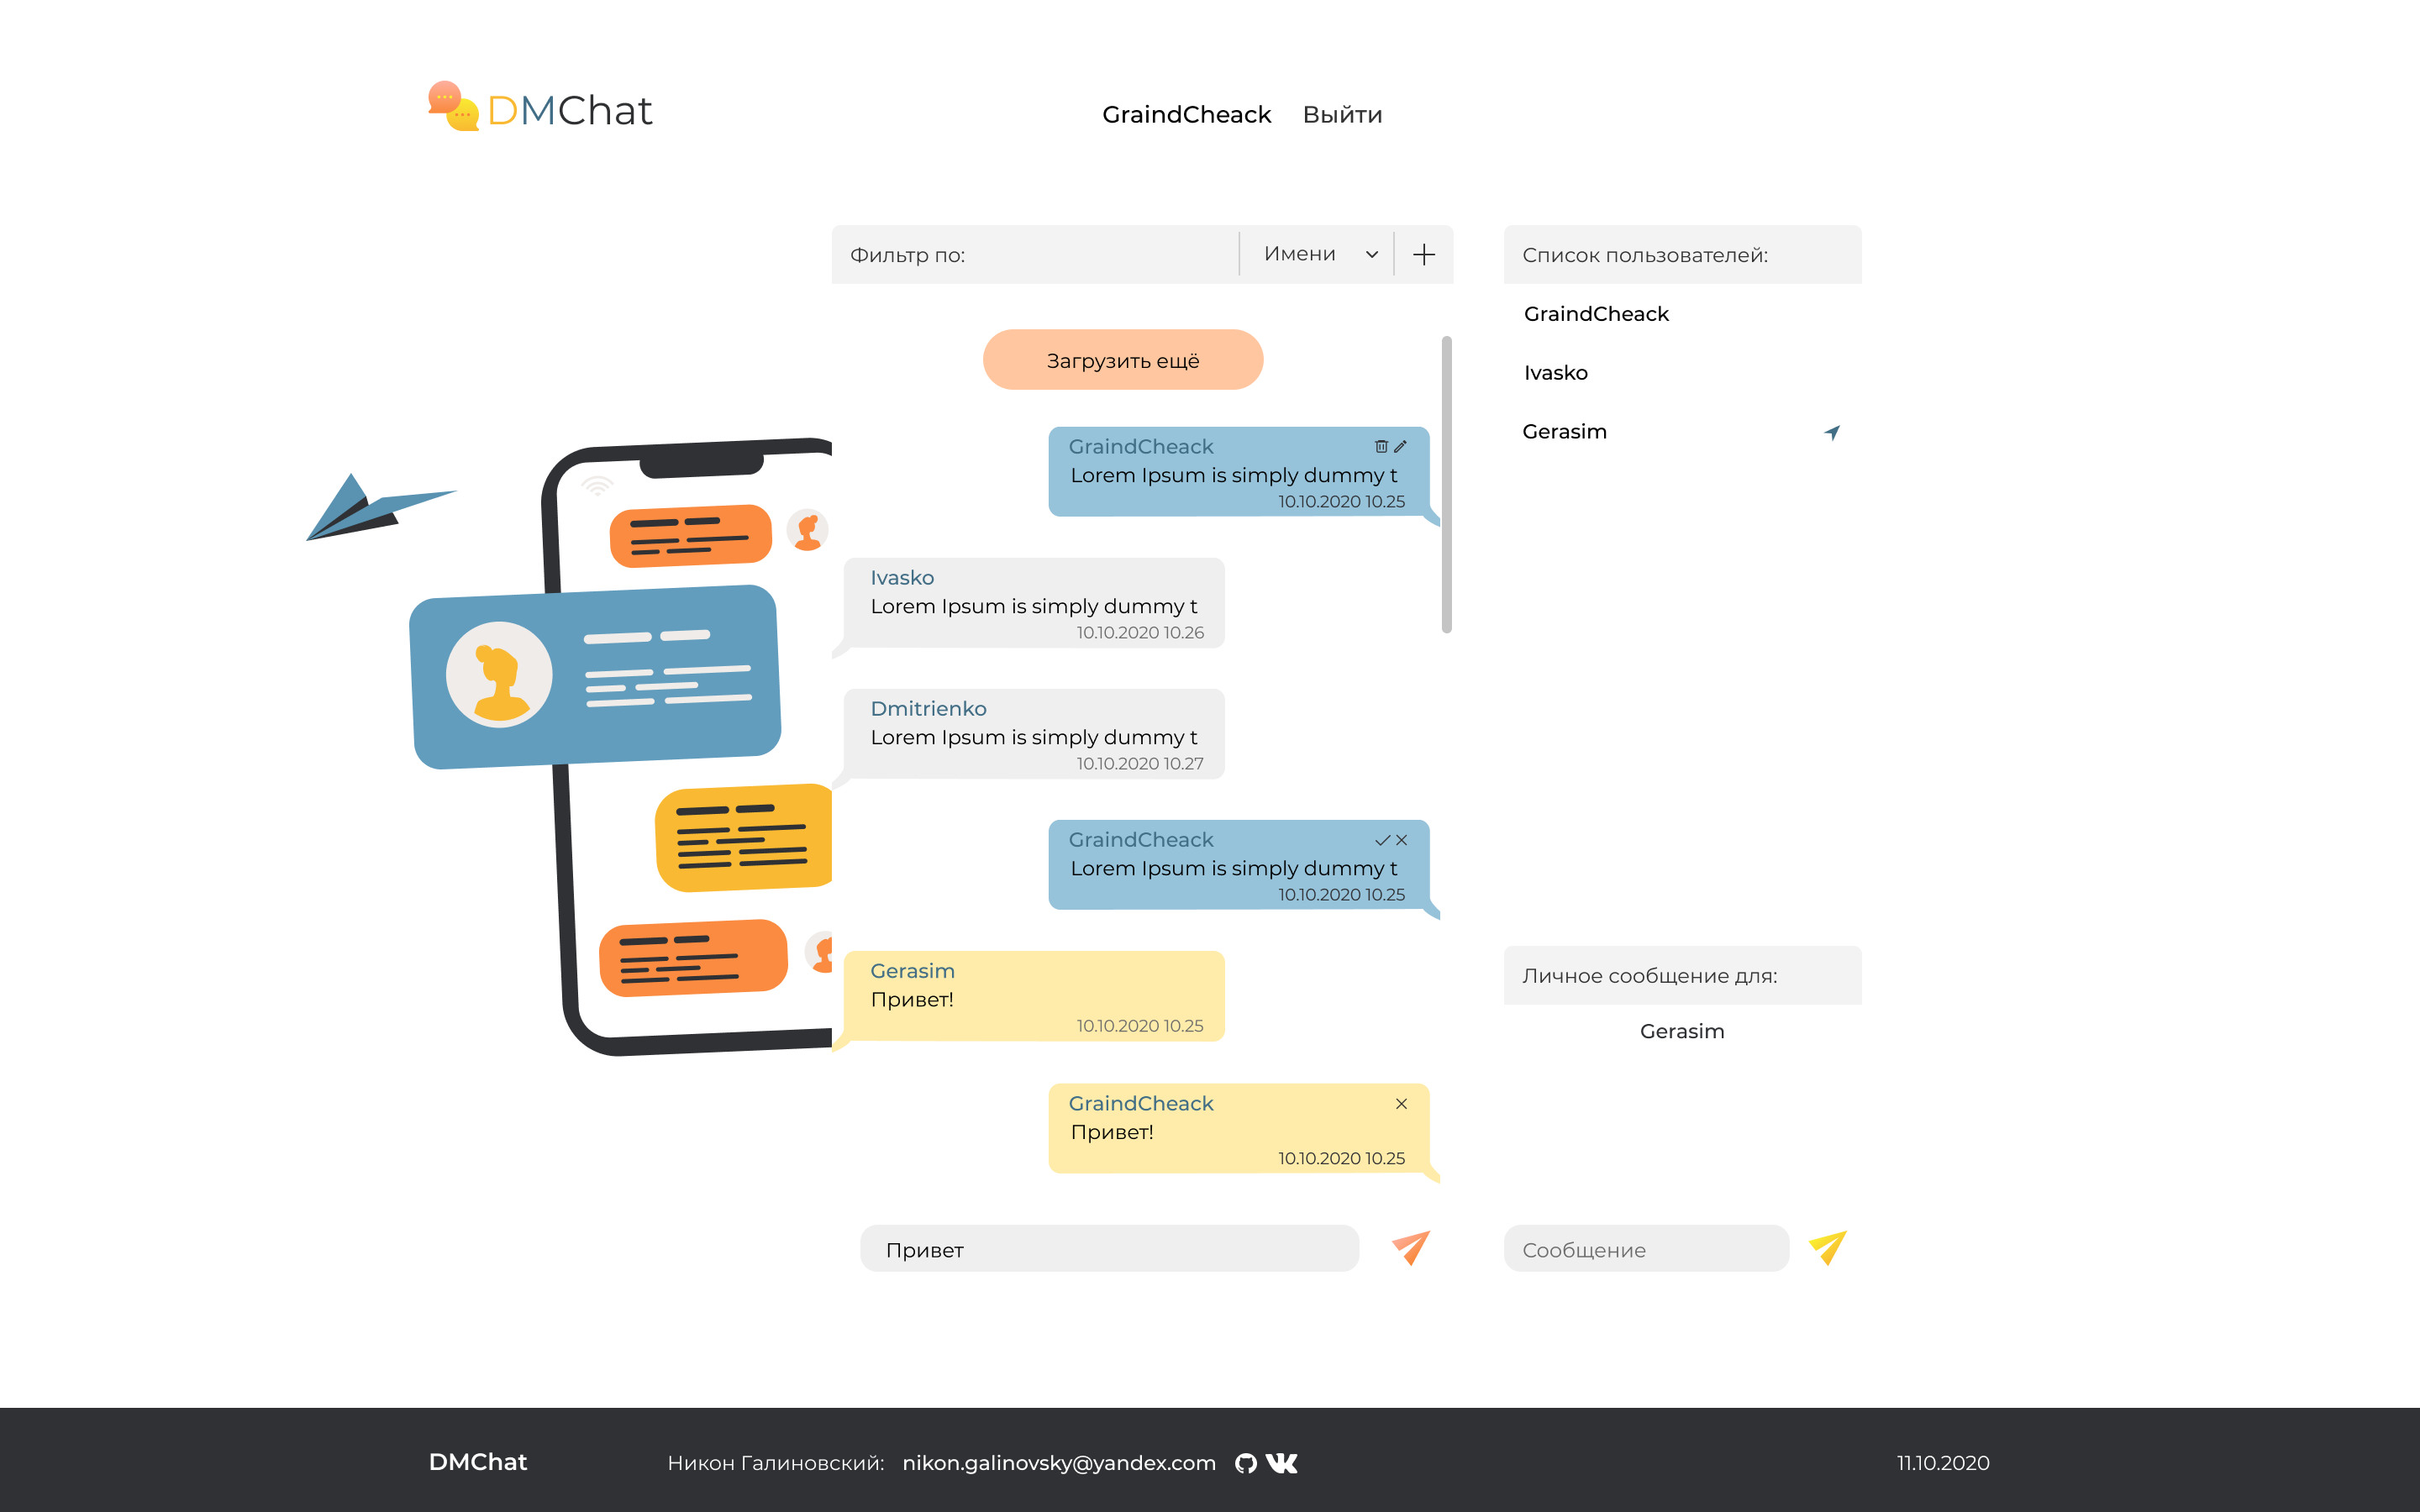 DMChat
GraindCheack Выйти
Фильтр по: Имени
Загрузить ещё
GraindCheack
Lorem Ipsum is simply dummy t
10.10.2020 10.25
Ivasko
Lorem Ipsum is simply dummy t
10.10.2020 10.26
Dmitrienko
Lorem Ipsum is simply dummy t
10.10.2020 10.27
GraindCheack
Lorem Ipsum is simply dummy t
10.10.2020 10.25
Gerasim
Привет!
10.10.2020 10.25
GraindCheack
Привет!
10.10.2020 10.25
Привет
Список пользователей:
GraindCheack
Ivasko
Gerasim
Личное сообщение для:
Gerasim
Сообщение
DMChat Никон Галиновский: nikon.galinovsky@yandex.com 11.10.2020